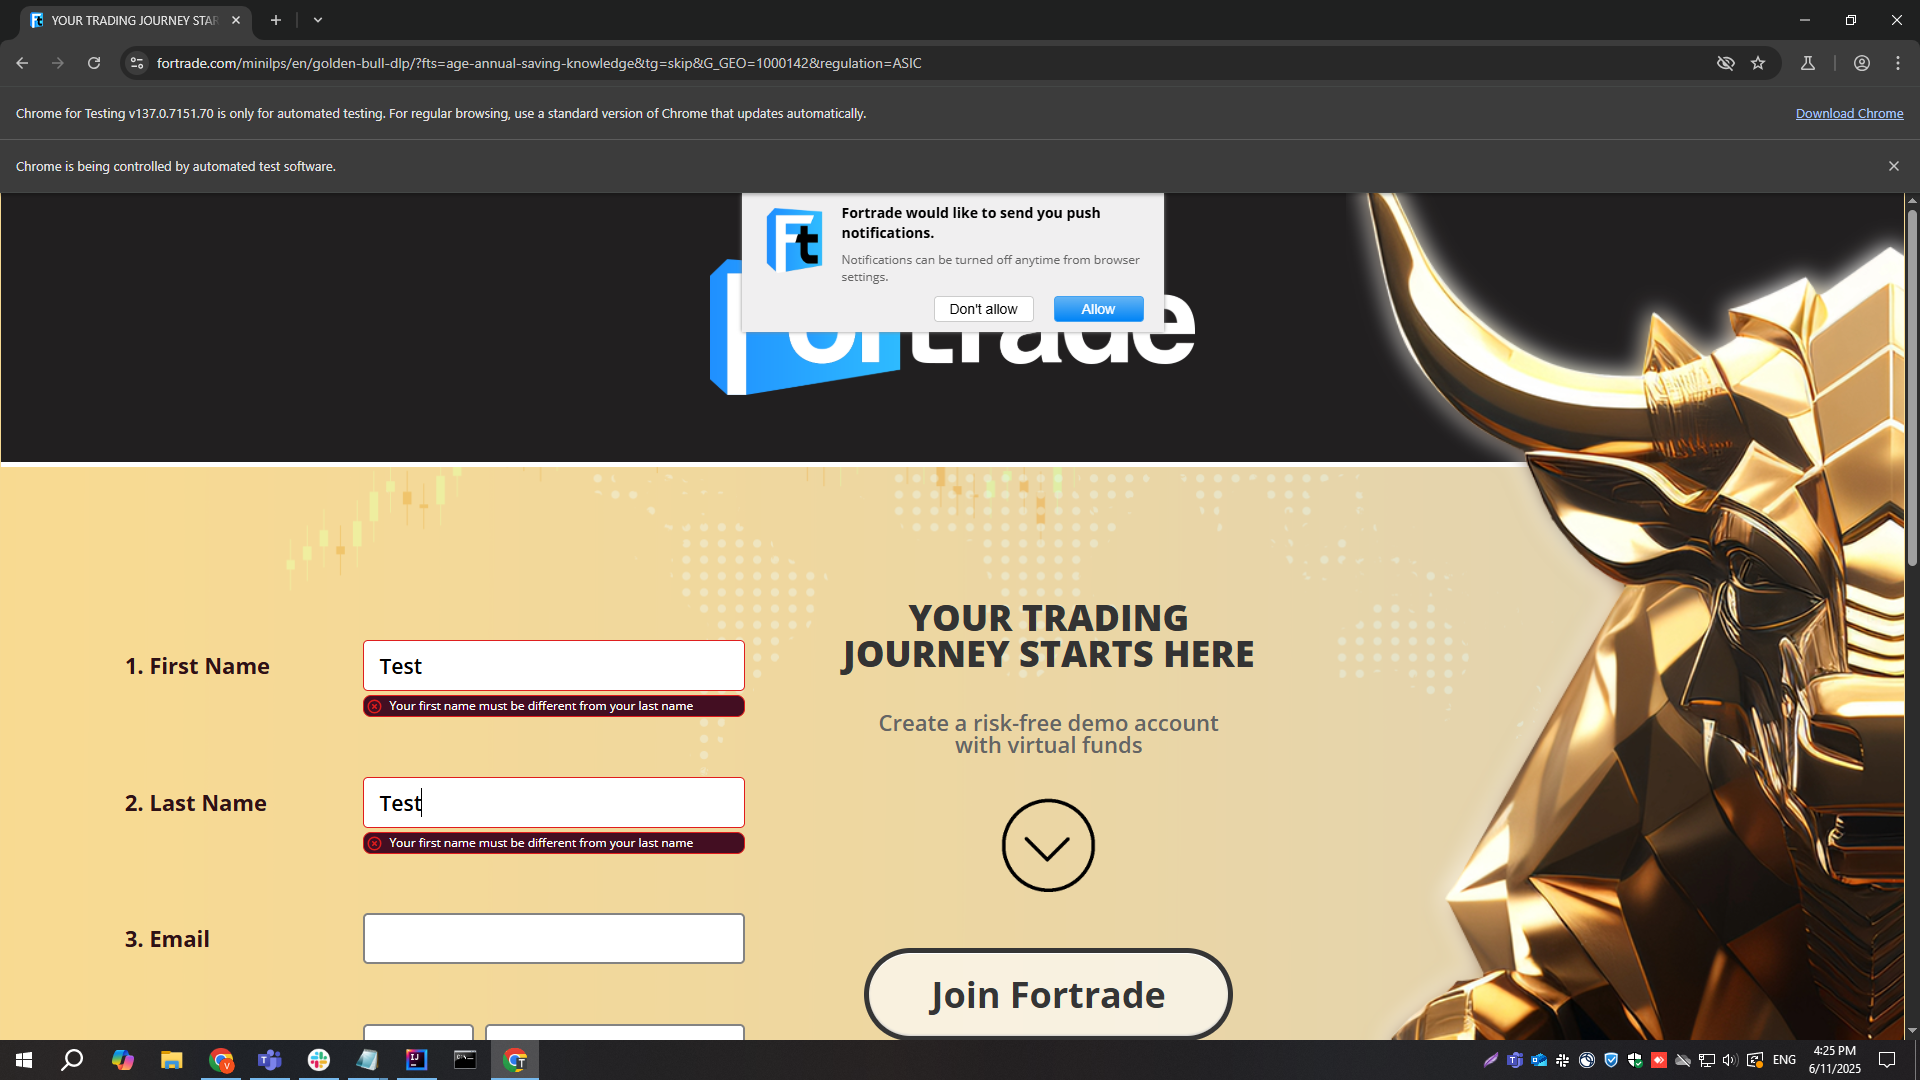 YOUR TRADING JOURNEY STAR
fortrade.com/minilps/en/golden-bull-dlp/?fts=age-annual-saving-knowledge&tg=skip&G_GEO=1000142&regulation=ASIC
Chrome for Testing v137.0.7151.70 is only for automated testing. For regular browsing, use a standard version of Chrome that updates automatically.
Download Chrome
Chrome is being controlled by automated test software.
Ft
Fortrade would like to send you push
notifications.
Notifications can be turned off anytime from browser
settings.
Don't allow
Allow
Fortrade
YOUR TRADING
JOURNEY STARTS HERE
Create a risk-free demo account
with virtual funds
Join Fortrade
1. First Name
Test
Your first name must be different from your last name
2. Last Name
Test
Your first name must be different from your last name
3. Email
ENG
4:25 PM
6/11/2025